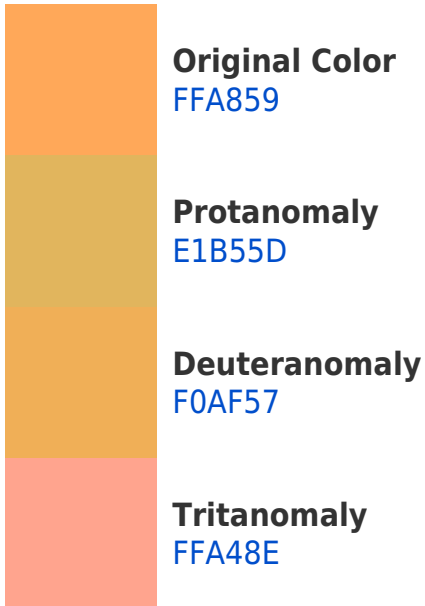 Original Color
FFA859
Protanomaly
E1B55D
Deuteranomaly
F0AF57
Tritanomaly
FFA48E